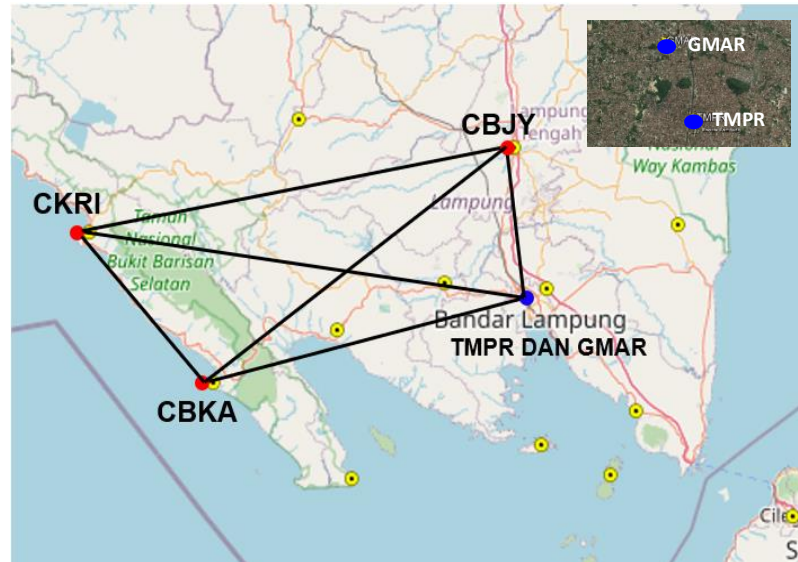 GMAR
TMPR
CBJY
Lampung
Tengah
Nasional
Way Kambas
CKRI
Taman
Nasional
Bukit Barisan
Selatan
Lampung
Bandar Lampung
TMPR DAN GMAR
CBKA
Cile
S